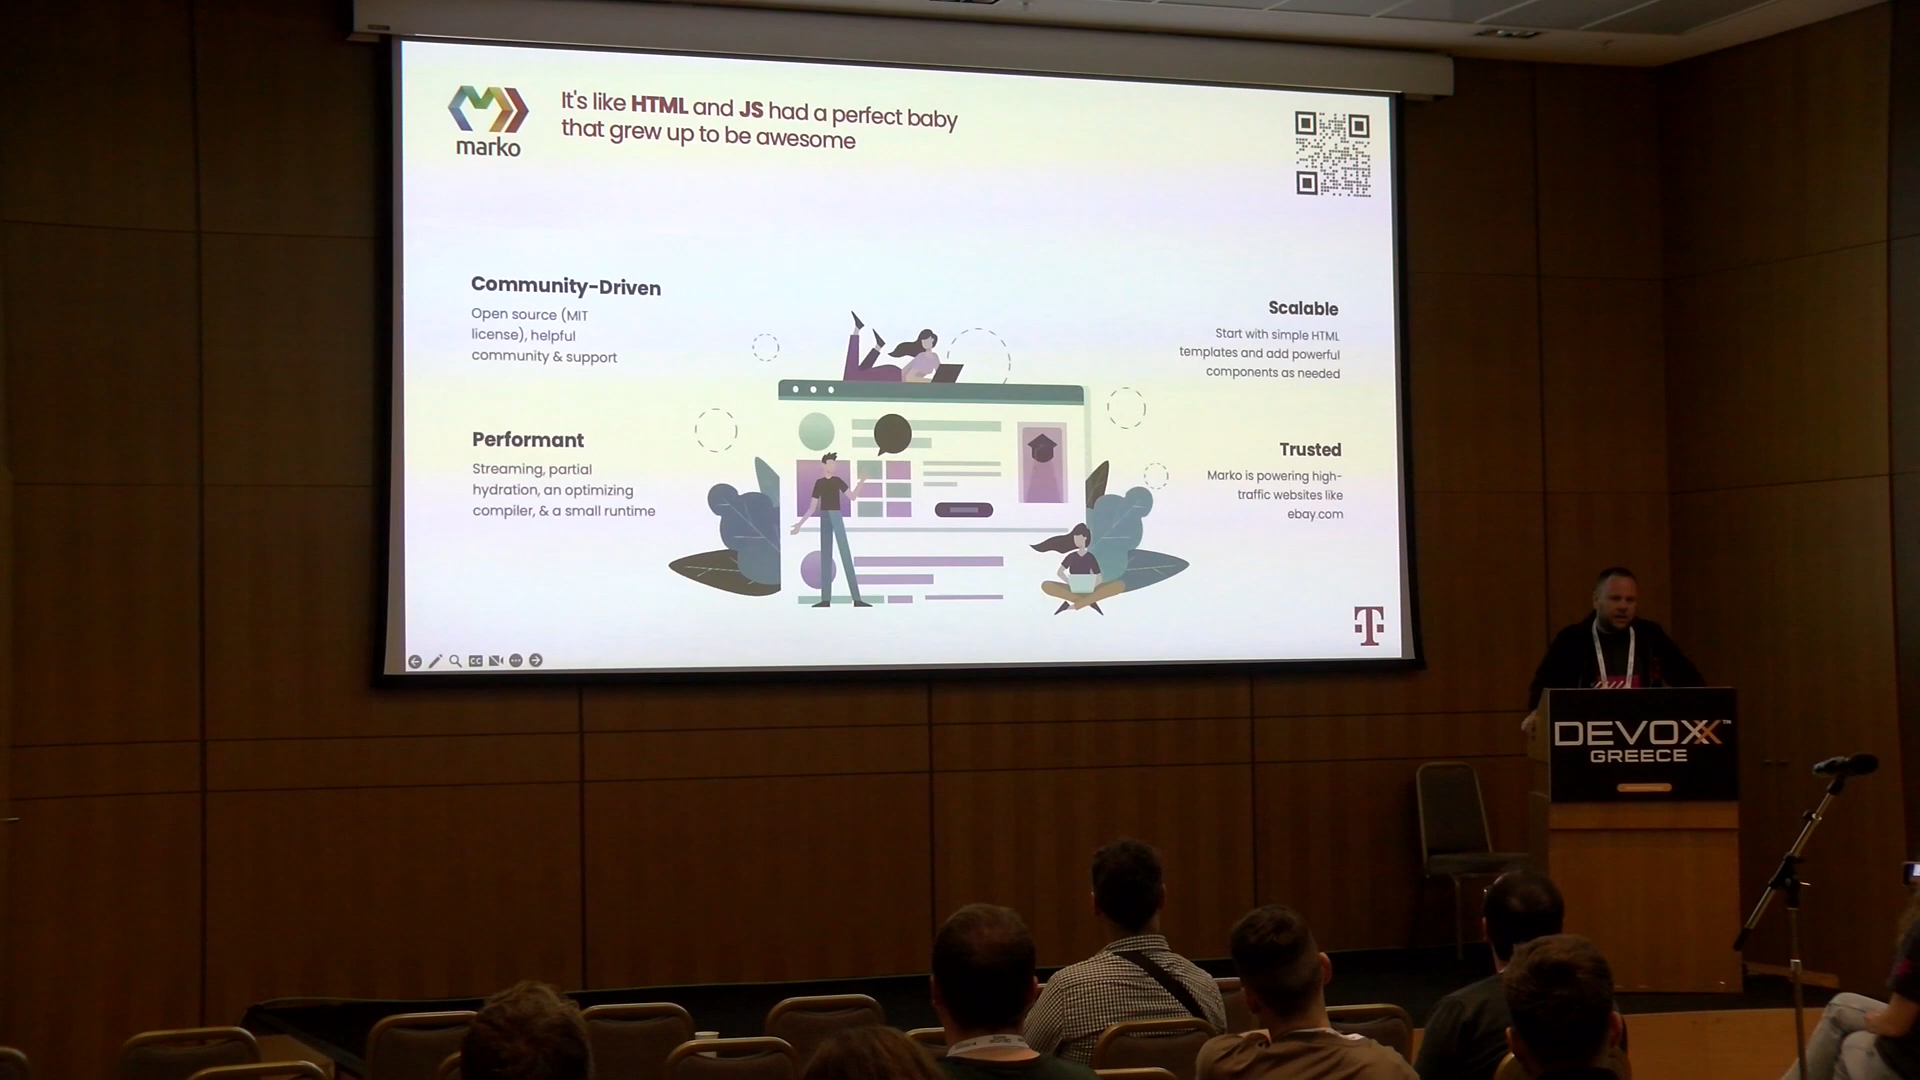 marko
It's like HTML and JS had a perfect baby
that grew up to be awesome
Community-Driven
Open source (MIT
license), helpful
community & support
Performant
Streaming, partial
hydration, an optimizing
compiler, & a small runtime
Scalable
Start with simple HTML
templates and add powerful
components as needed
Trusted
Marko is powering high-
traffic websites like
ebay.com
T
CC
DEVOXX™
GREECE